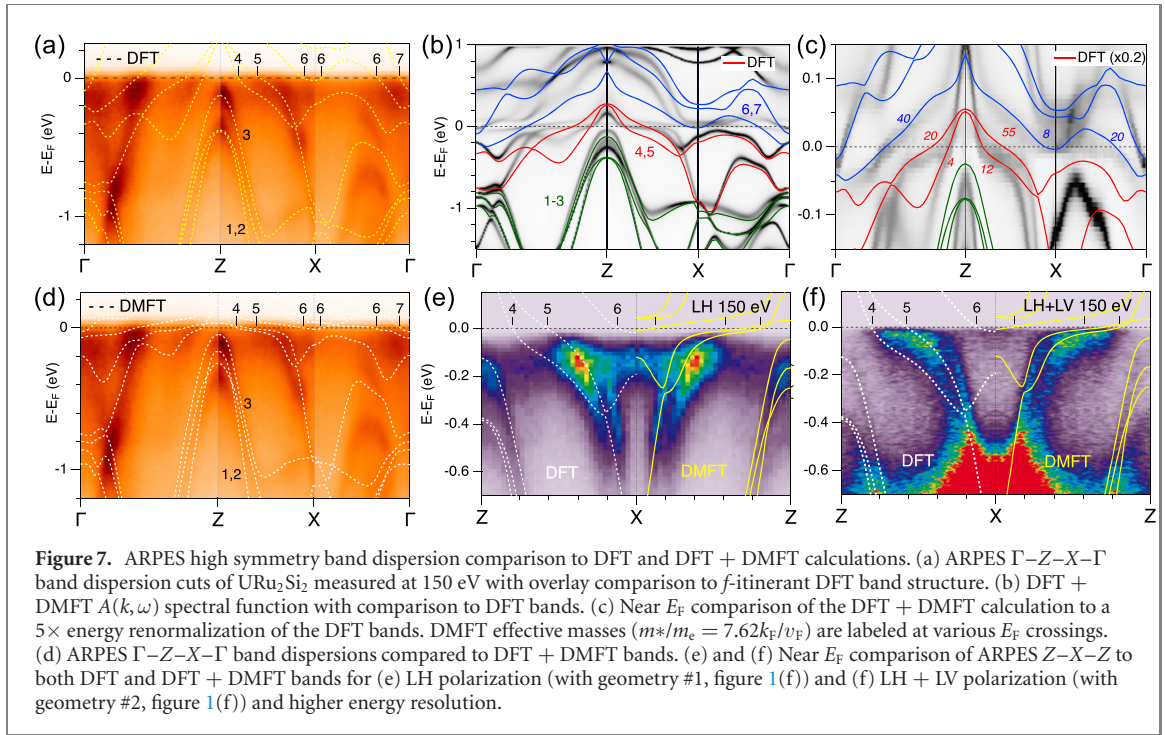 (a)
--- DFT
4 5 6 6 7
3
1,2
0
-1
E-EF (eV)
Γ Z X Γ
(b)
DFT
6,7
4,5
1-3
1
0
-1
E-EF (eV)
Γ Z X Γ
(c)
DFT (x0.2)
40
20
4
55
12
8
20
0.1
0.0
-0.1
Γ Z X Γ
(d)
--- DMFT
4 5 6 6 7
3
1,2
0
-1
E-EF (eV)
Γ Z X Γ
(e)
LH 150 eV
4 5 6
DFT
DMFT
0.0
-0.2
-0.4
-0.6
E-EF (eV)
Z X Z
(f)
LH+LV 150 eV
4 5 6
DFT
DMFT
0.0
-0.2
-0.4
-0.6
Z X Z
Figure 7. ARPES high symmetry band dispersion comparison to DFT and DFT + DMFT calculations. (a) ARPES Γ–Z–X–Γ
band dispersion cuts of URu2Si2 measured at 150 eV with overlay comparison to f-itinerant DFT band structure. (b) DFT +
DMFT A(k, ω) spectral function with comparison to DFT bands. (c) Near EF comparison of the DFT + DMFT calculation to a
5× energy renormalization of the DFT bands. DMFT effective masses (m∗/me = 7.62kF/vF) are labeled at various EF crossings.
(d) ARPES Γ–Z–X–Γ band dispersions compared to DFT + DMFT bands. (e) and (f) Near EF comparison of ARPES Z–X–Z to
both DFT and DFT + DMFT bands for (e) LH polarization (with geometry #1, figure 1(f)) and (f) LH + LV polarization (with
geometry #2, figure 1(f)) and higher energy resolution.